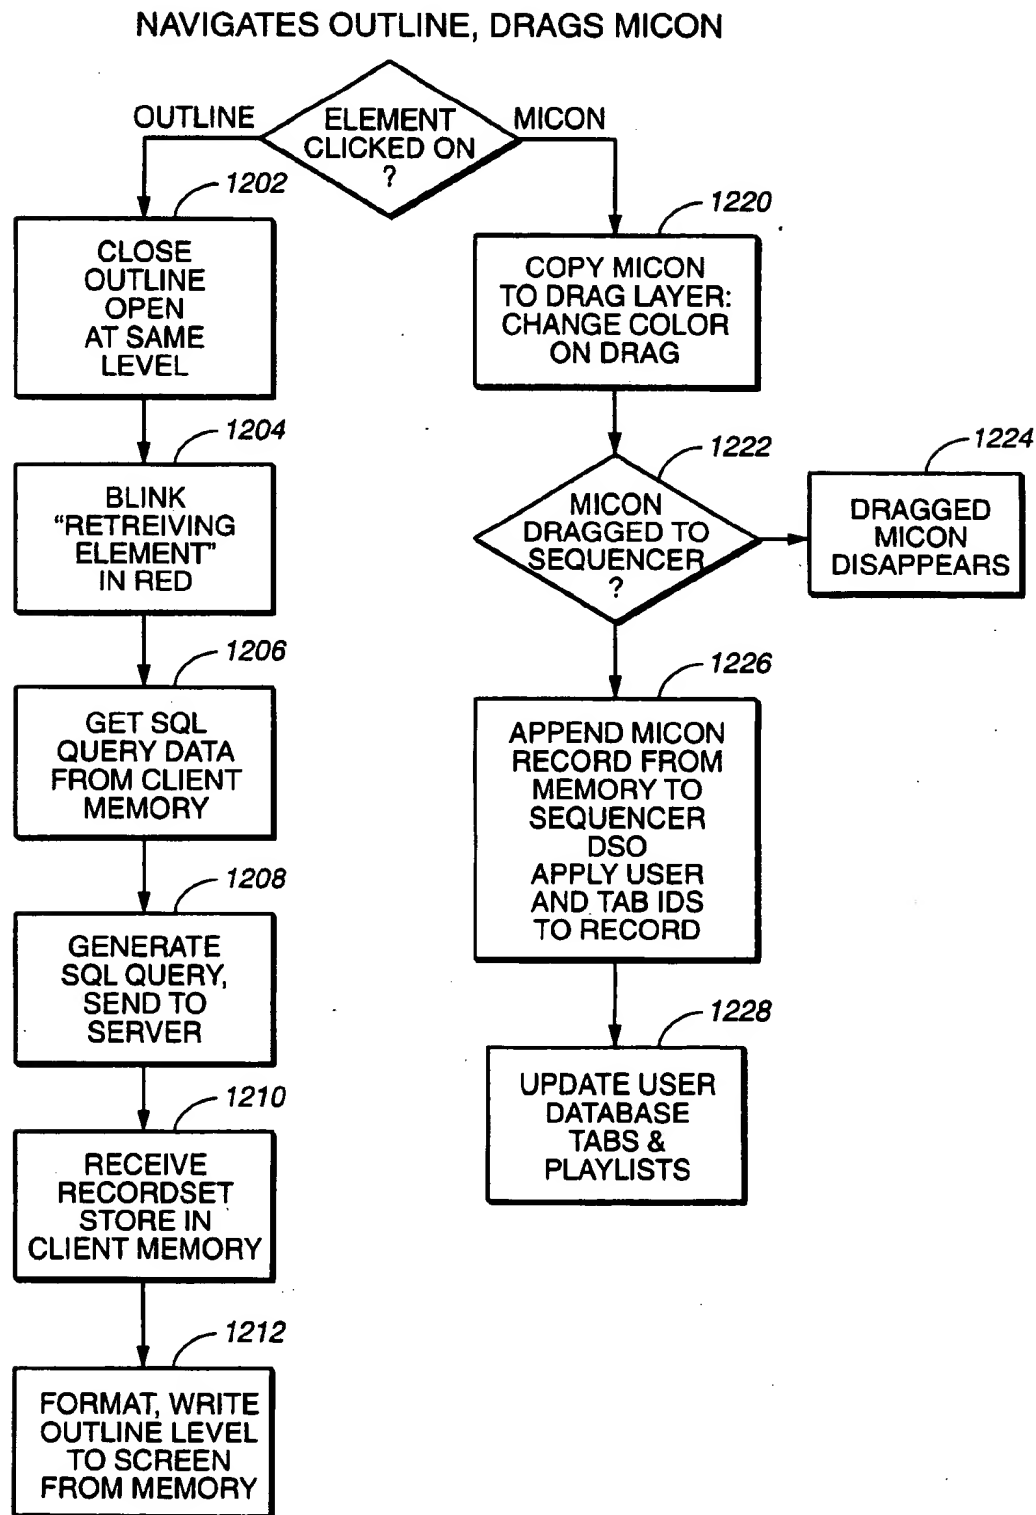 NAVIGATES OUTLINE, DRAGS MICON
OUTLINE
ELEMENT
CLICKED ON
?
MICON
1202
CLOSE
OUTLINE
OPEN
AT SAME
LEVEL
1204
BLINK
“RETREIVING
ELEMENT”
IN RED
1206
GET SQL
QUERY DATA
FROM CLIENT
MEMORY
1208
GENERATE
SQL QUERY,
SEND TO
SERVER
1210
RECEIVE
RECORDSET
STORE IN
CLIENT MEMORY
1212
FORMAT, WRITE
OUTLINE LEVEL
TO SCREEN
FROM MEMORY
1220
COPY MICON
TO DRAG LAYER:
CHANGE COLOR
ON DRAG
1222
MICON
DRAGGED TO
SEQUENCER
?
1224
DRAGGED
MICON
DISAPPEARS
1226
APPEND MICON
RECORD FROM
MEMORY TO
SEQUENCER
DSO
APPLY USER
AND TAB IDS
TO RECORD
1228
UPDATE USER
DATABASE
TABS &
PLAYLISTS